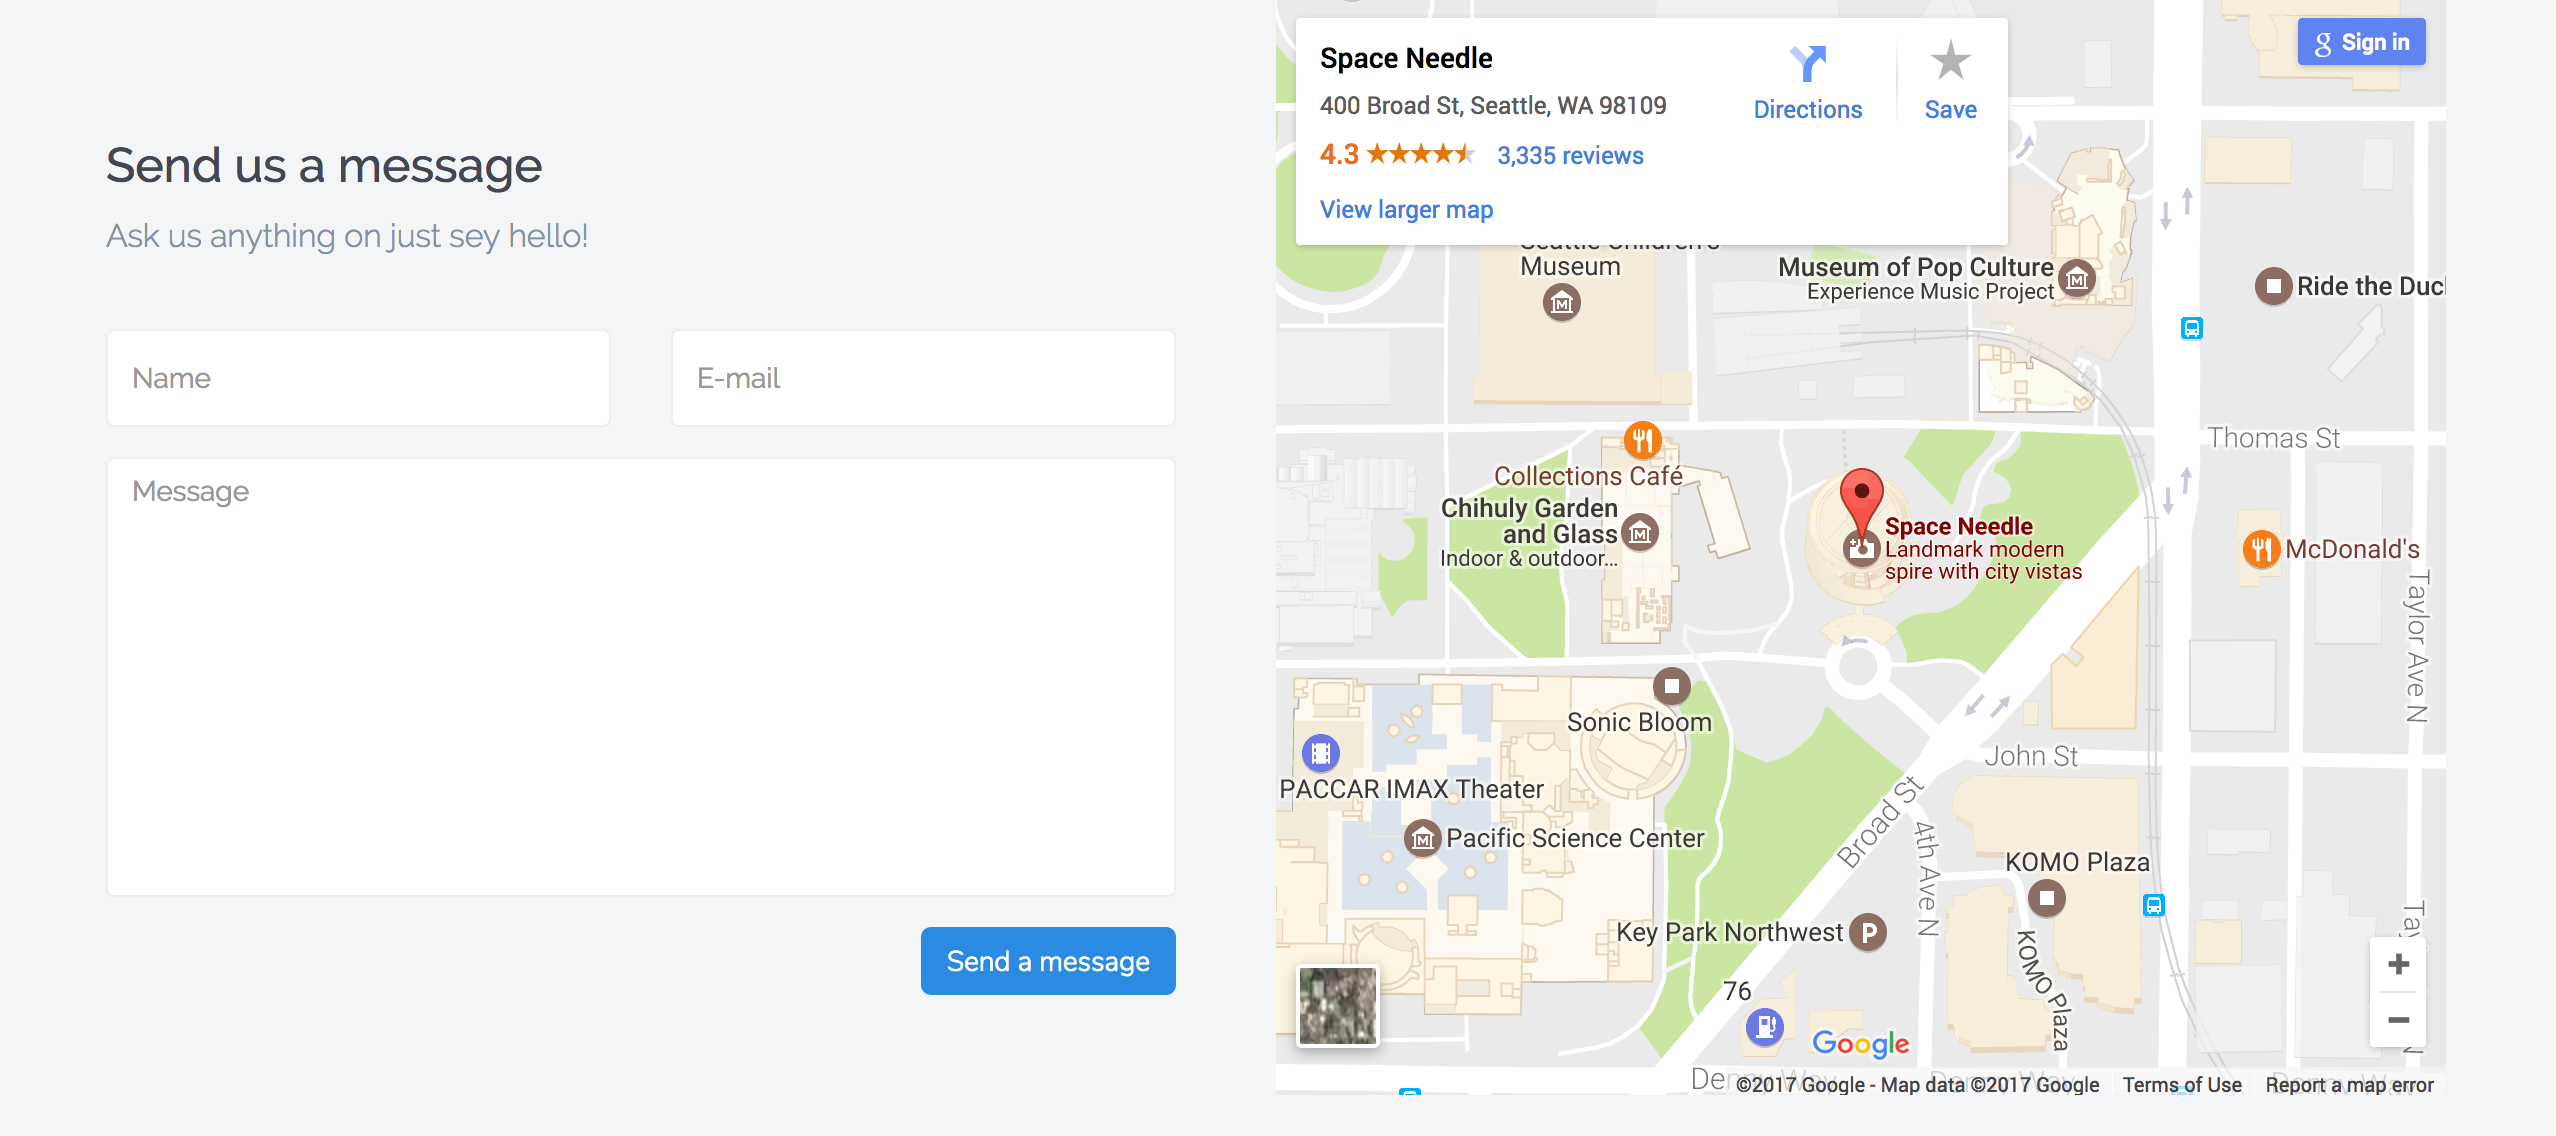 Send us a message
Ask us anything on just sey hello!
Name
E-mail
Message
Send a message
Space Needle
400 Broad St, Seattle, WA 98109
4.3
3,335 reviews
View larger map
Directions
Save
g Sign in
Seattle Children's
Museum
Museum of Pop Culture
Experience Music Project
Ride the Duc
Thomas St
Collections Café
Chihuly Garden
and Glass
Indoor & outdoor...
Space Needle
Landmark modern
spire with city vistas
McDonald's
Taylor Ave N
Sonic Bloom
John St
PACCAR IMAX Theater
Broad St
4th Ave N
Pacific Science Center
KOMO Plaza
Key Park Northwest
P
KOMO Plaza
76
Google
Denny Way
©2017 Google - Map data ©2017 Google
Terms of Use
Report a map error